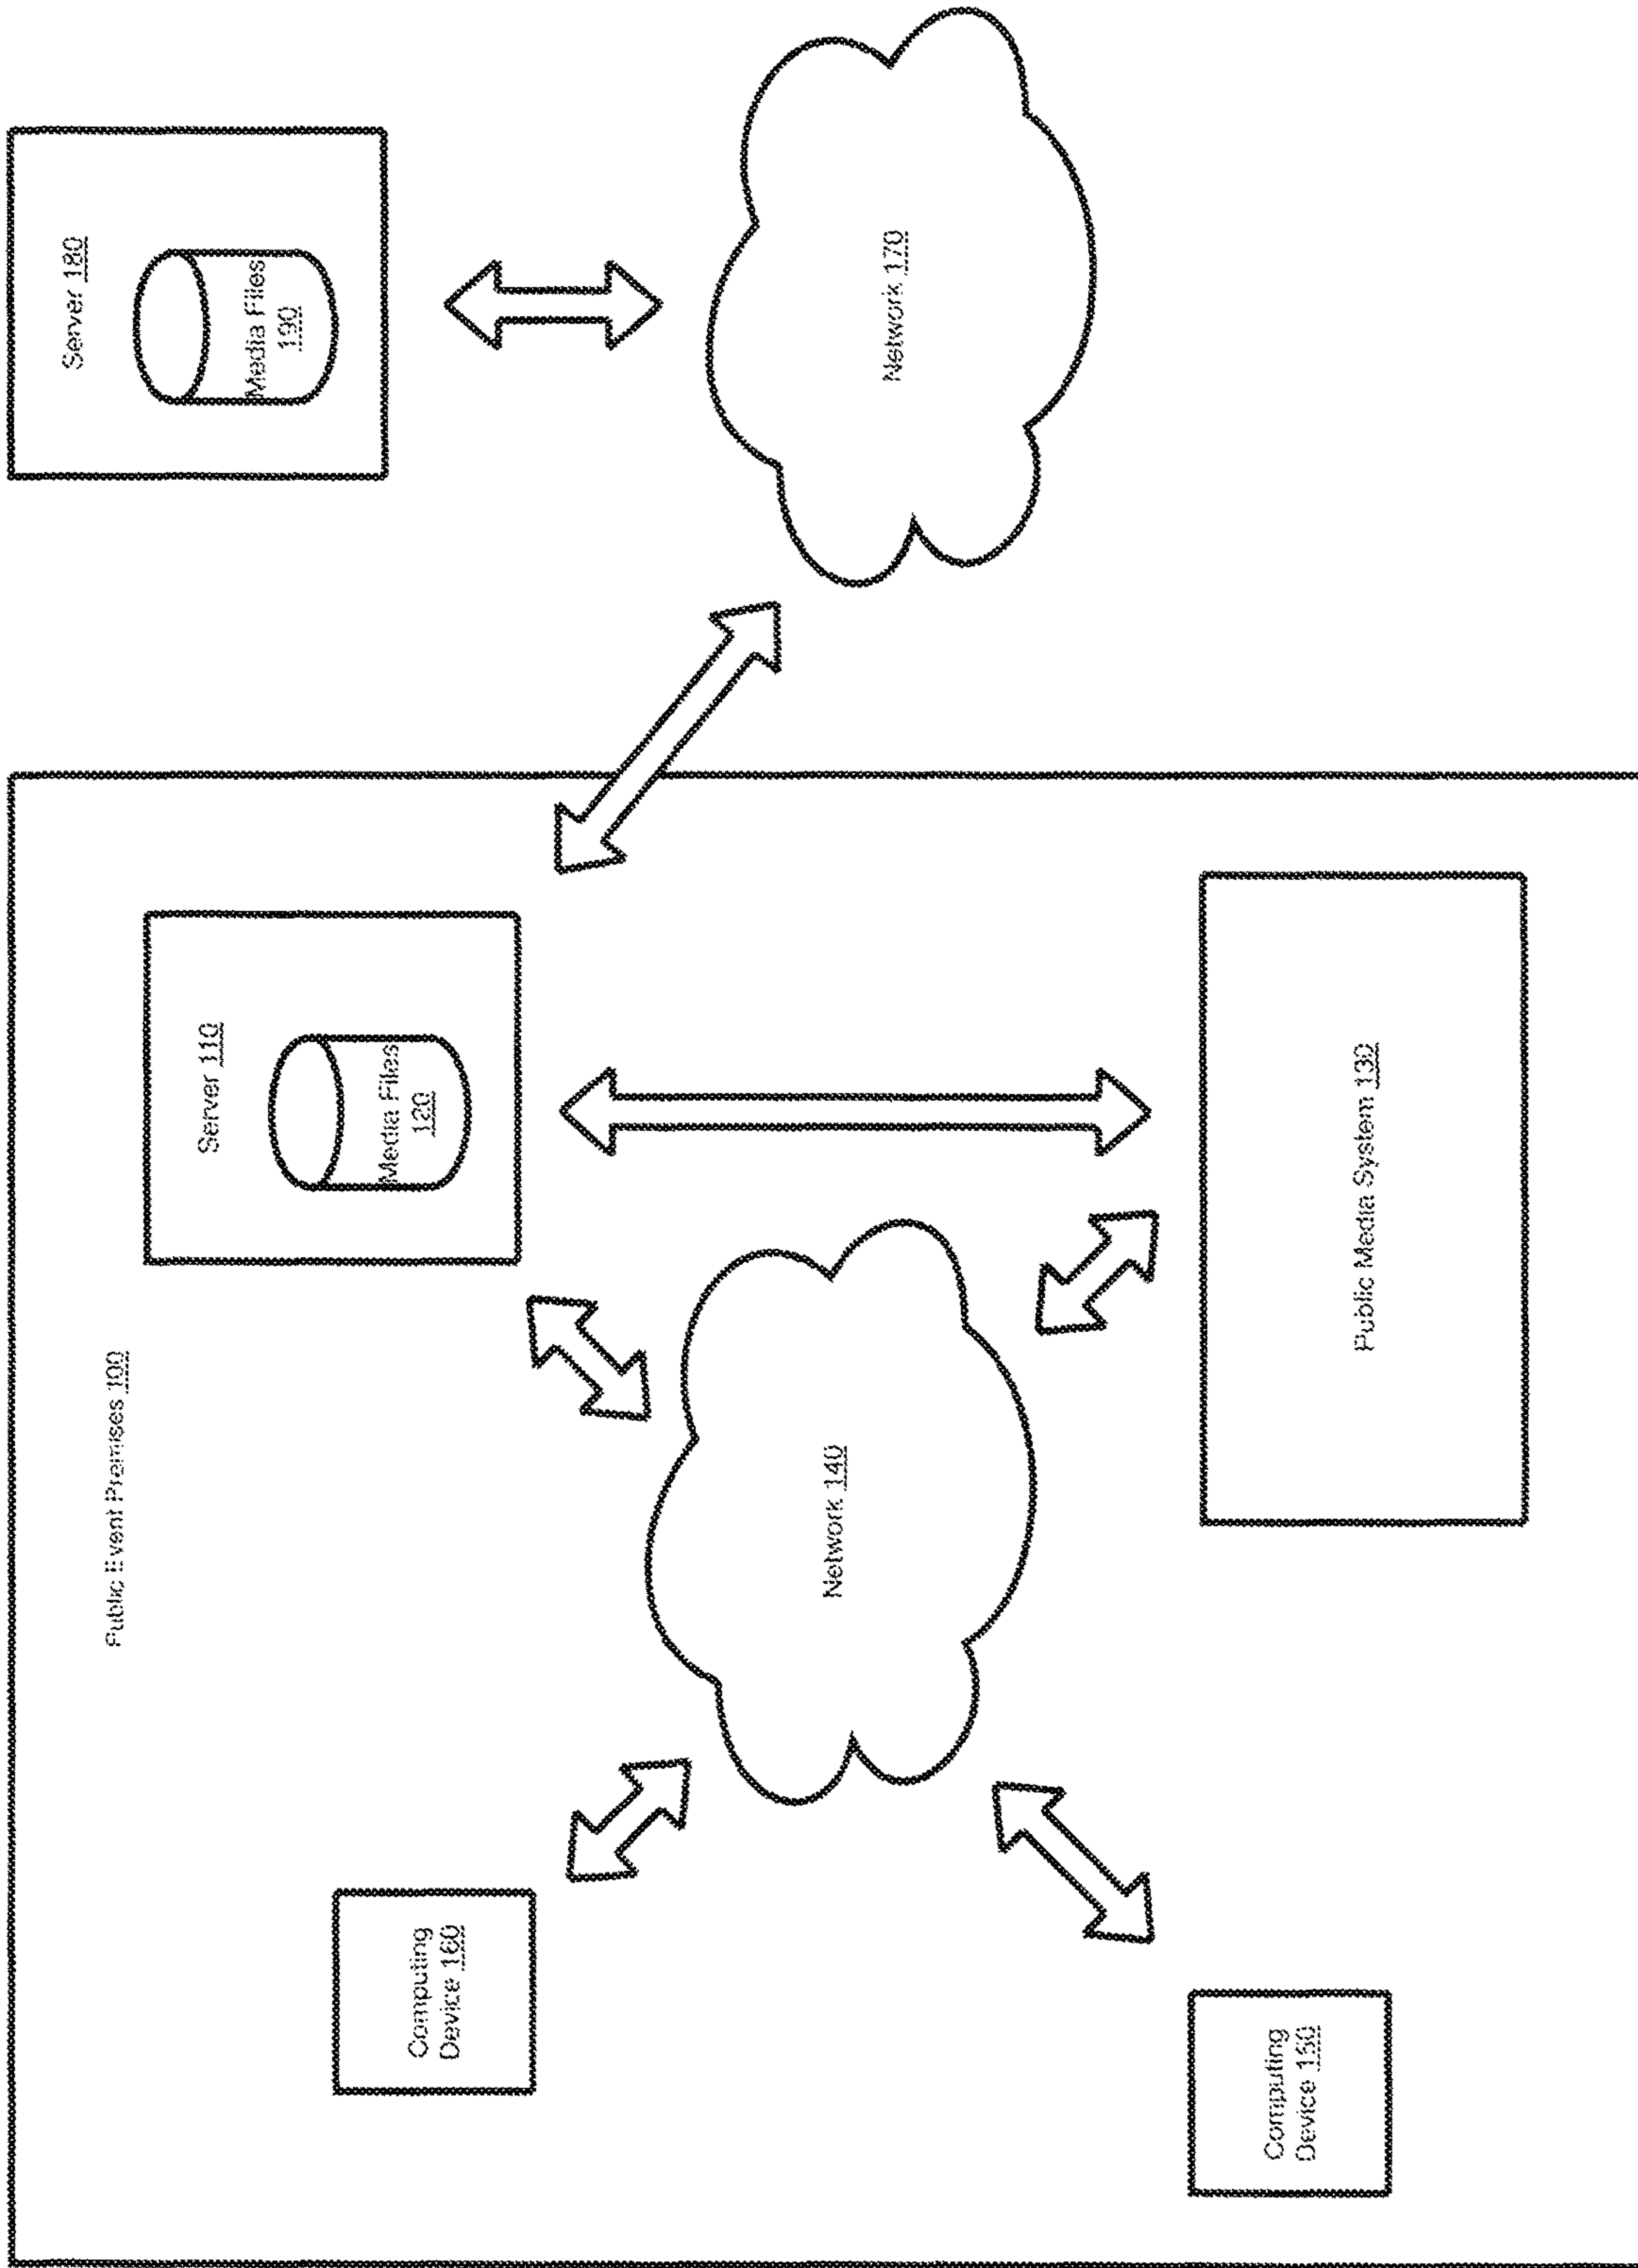 Public Event Premises 100
Computing
Device 160
Server 110
Media Files
120
Server 180
Media Files
190
Network 140
Network 170
Computing
Device 150
Public Media System 130